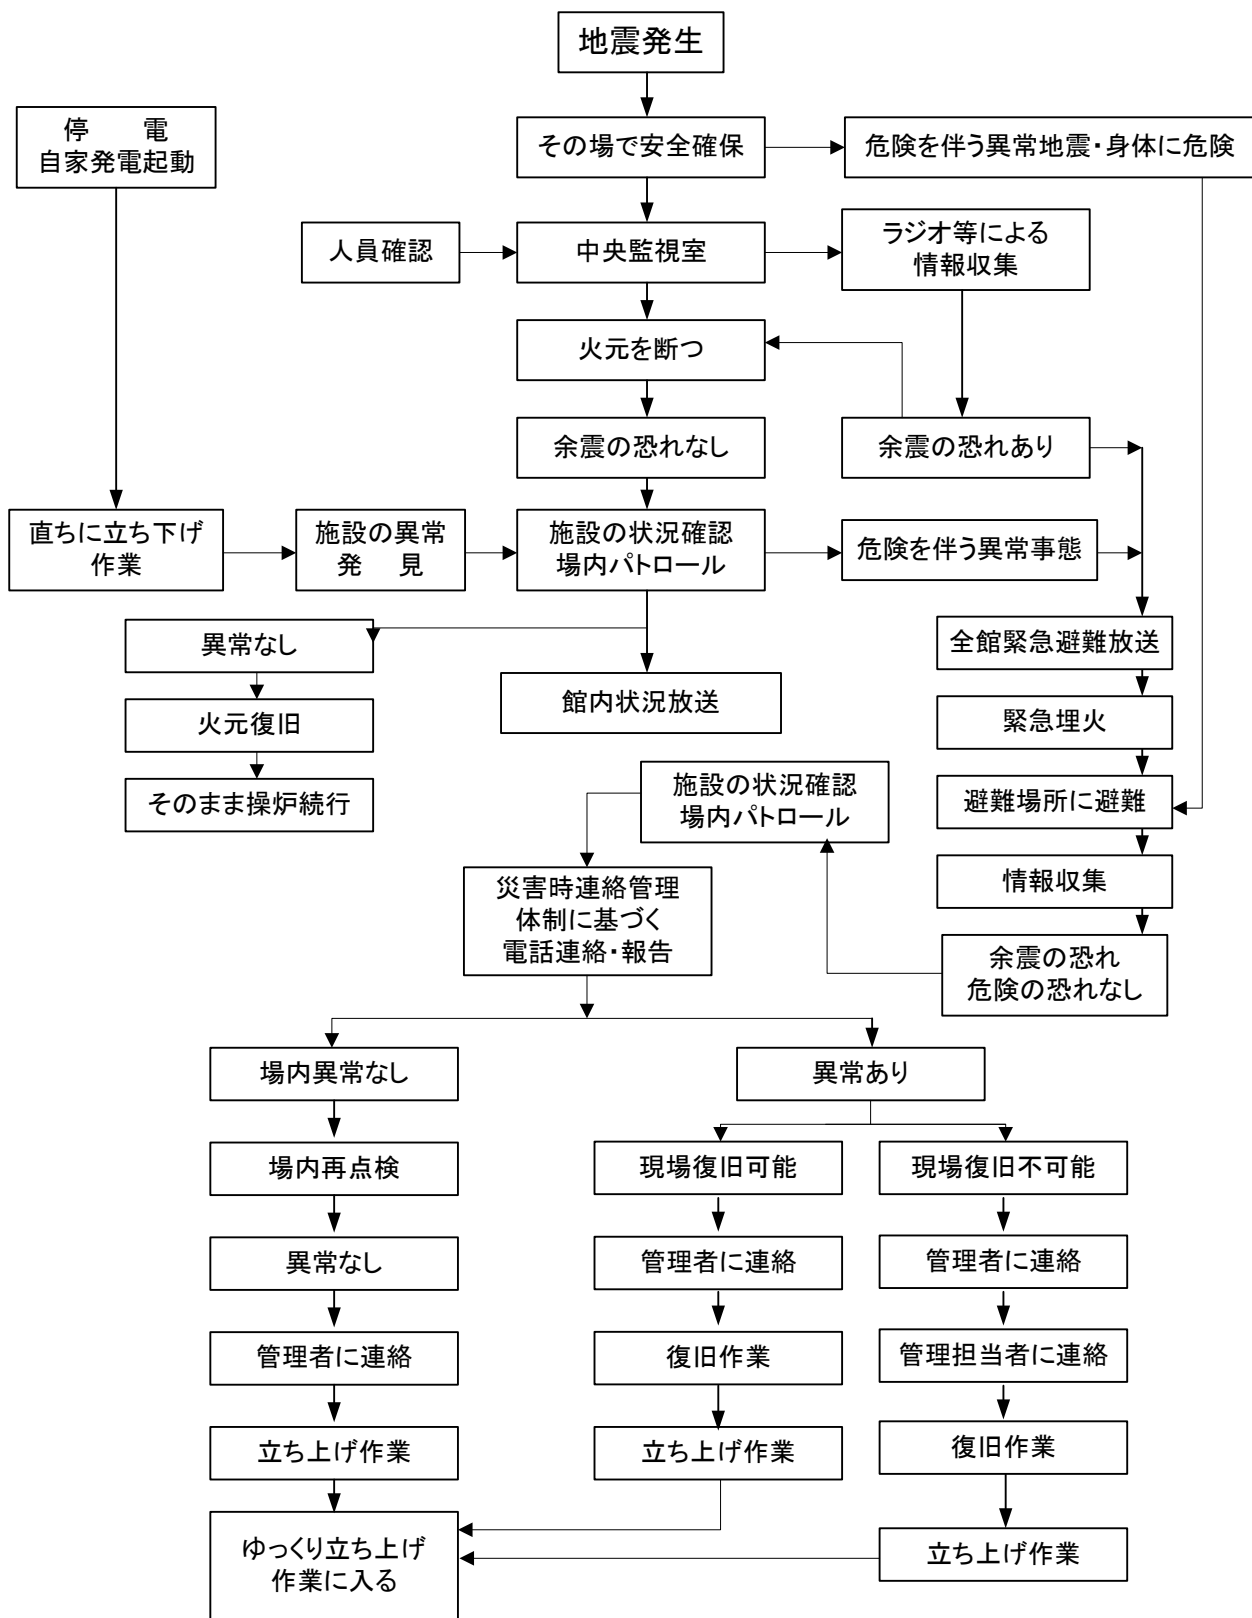 地震発生
停　　電
自家発電起動
その場で安全確保
危険を伴う異常地震・身体に危険
人員確認
中央監視室
ラジオ等による
情報収集
火元を断つ
余震の恐れなし
余震の恐れあり
直ちに立ち下げ
作業
施設の異常
発　見
施設の状況確認
場内パトロール
危険を伴う異常事態
異常なし
全館緊急避難放送
館内状況放送
火元復旧
緊急埋火
そのまま操炉続行
施設の状況確認
場内パトロール
避難場所に避難
災害時連絡管理
体制に基づく
電話連絡・報告
情報収集
余震の恐れ
危険の恐れなし
場内異常なし
異常あり
場内再点検
現場復旧可能
現場復旧不可能
異常なし
管理者に連絡
管理者に連絡
管理者に連絡
復旧作業
管理担当者に連絡
立ち上げ作業
立ち上げ作業
復旧作業
ゆっくり立ち上げ
作業に入る
立ち上げ作業